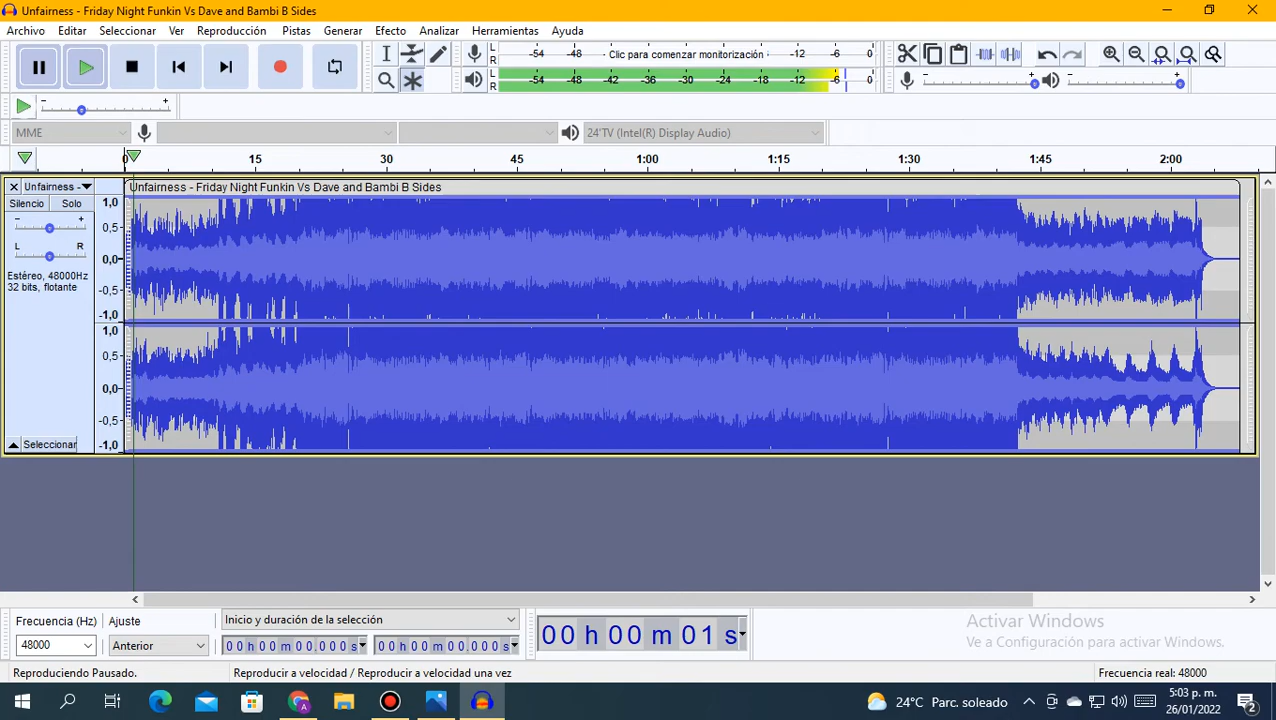 Unfairness - Friday Night Funkin Vs Dave and Bambi B Sides
Archivo Editar Seleccionar Ver Reproducción Pistas Generar Efecto Analizar Herramientas Ayuda
L R -54 -48 Clic para comenzar monitorización -12 -6 0
L R -54 -48 -42 -36 -30 -24 -18 -12 -6 0
- +
MME 24'TV (Intel(R) Display Audio)
0 15 30 45 1:00 1:15 1:30 1:45 2:00
Unfairness - Unfairness - Friday Night Funkin Vs Dave and Bambi B Sides
Silencio Solo
- +
L R
Estéreo, 48000Hz
32 bits, flotante
1,0
0,5
0,0
-0,5
-1,0
1,0
0,5
0,0
-0,5
-1,0
Seleccionar
Frecuencia (Hz) Ajuste Inicio y duración de la selección
48000 Anterior 00 h 00 m 00.000 s 00 h 00 m 00.000 s
00 h 00 m 01 s
Activar Windows
Ve a Configuración para activar Windows.
Reproduciendo Pausado. Reproducir a velocidad / Reproducir a velocidad una vez Frecuencia real: 48000
24°C Parc. soleado
5:03 p. m.
26/01/2022
2